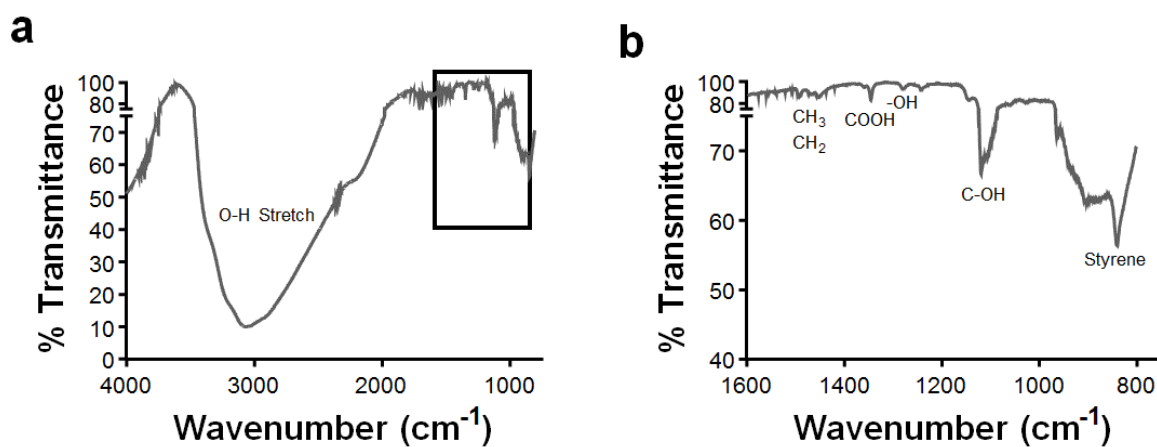 a
% Transmittance
100
80
70
60
50
40
30
20
10
0
O-H Stretch
4000
3000
2000
1000
Wavenumber (cm⁻¹)
b
% Transmittance
100
80
70
60
50
40
CH₃
CH₂
COOH
-OH
C-OH
Styrene
1600
1400
1200
1000
800
Wavenumber (cm⁻¹)